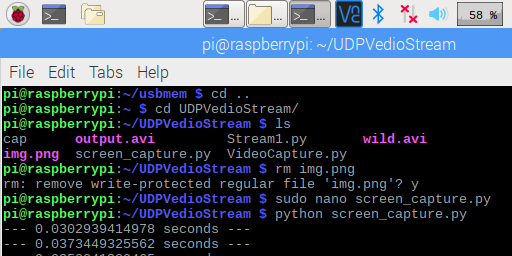 >_
>_
V2
58 %
pi@raspberrypi: ~/UDPVedioStream
File Edit Tabs Help
pi@raspberrypi:~/usbmem $ cd ..
pi@raspberrypi:~ $ cd UDPVedioStream/
pi@raspberrypi:~/UDPVedioStream $ ls
cap output.avi Stream1.py wild.avi
img.png screen_capture.py VideoCapture.py
pi@raspberrypi:~/UDPVedioStream $ rm img.png
rm: remove write-protected regular file 'img.png'? y
pi@raspberrypi:~/UDPVedioStream $ sudo nano screen_capture.py
pi@raspberrypi:~/UDPVedioStream $ python screen_capture.py
--- 0.0302939414978 seconds ---
--- 0.0373449325562 seconds ---